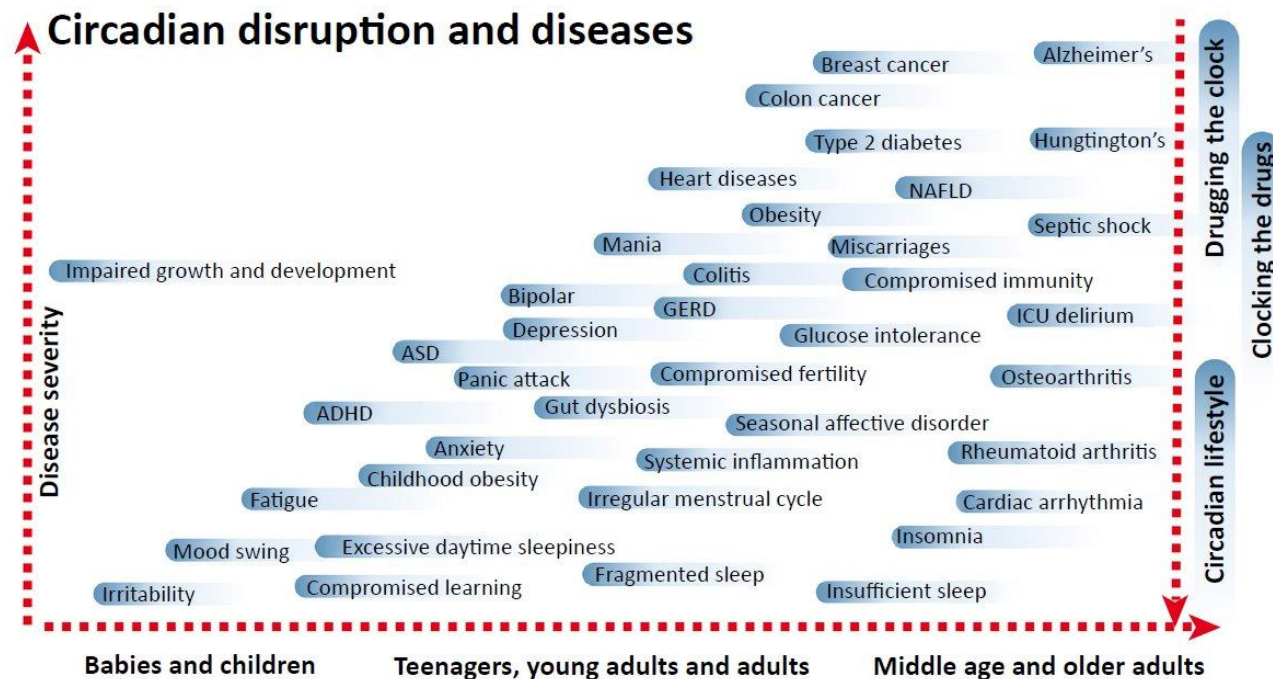 Circadian disruption and diseases
Breast cancer
Alzheimer's
Colon cancer
Type 2 diabetes
Hungtington's
Heart diseases
NAFLD
Obesity
Septic shock
Mania
Miscarriages
Impaired growth and development
Colitis
Compromised immunity
Bipolar
GERD
ICU delirium
Depression
Glucose intolerance
ASD
Panic attack
Compromised fertility
Osteoarthritis
ADHD
Gut dysbiosis
Seasonal affective disorder
Anxiety
Systemic inflammation
Rheumatoid arthritis
Childhood obesity
Fatigue
Irregular menstrual cycle
Cardiac arrhythmia
Mood swing
Excessive daytime sleepiness
Insomnia
Irritability
Compromised learning
Fragmented sleep
Insufficient sleep
Disease severity
Drugging the clock
Clocking the drugs
Circadian lifestyle
Babies and children
Teenagers, young adults and adults
Middle age and older adults